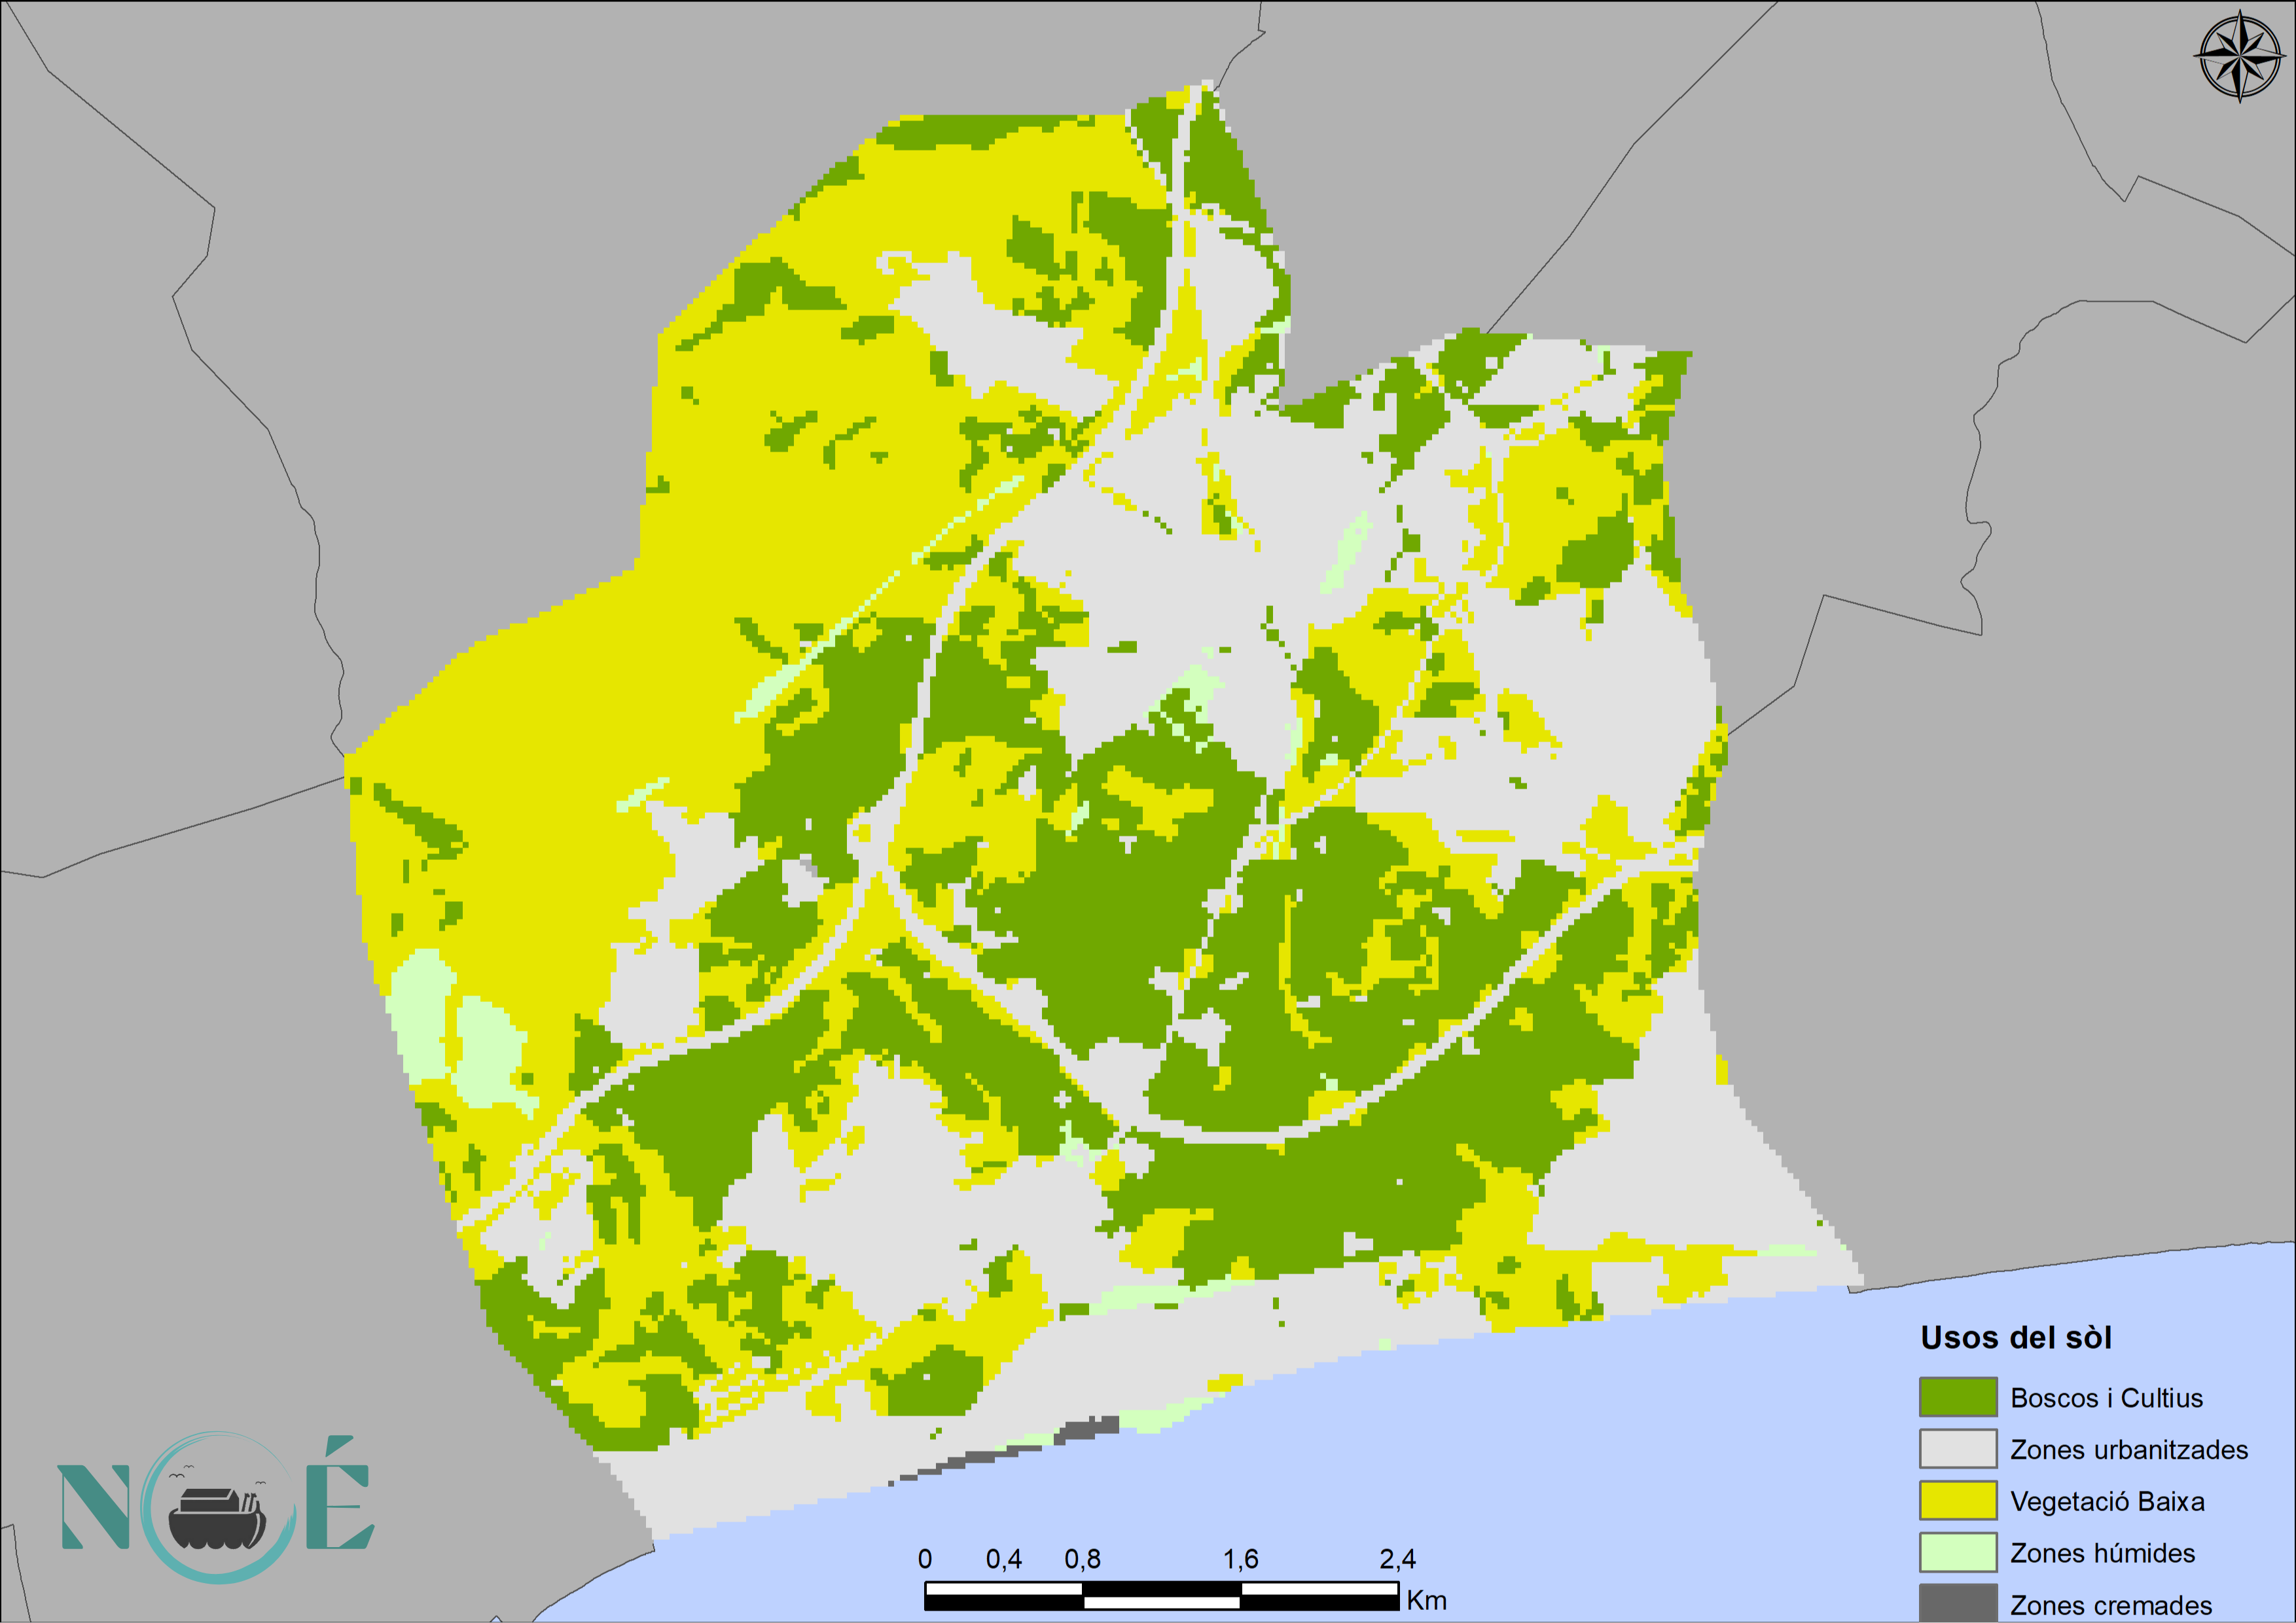 Usos del sòl
Boscos i Cultius
Zones urbanitzades
Vegetació Baixa
Zones húmides
Zones cremades
NOÉ
0 0,4 0,8 1,6 2,4
Km